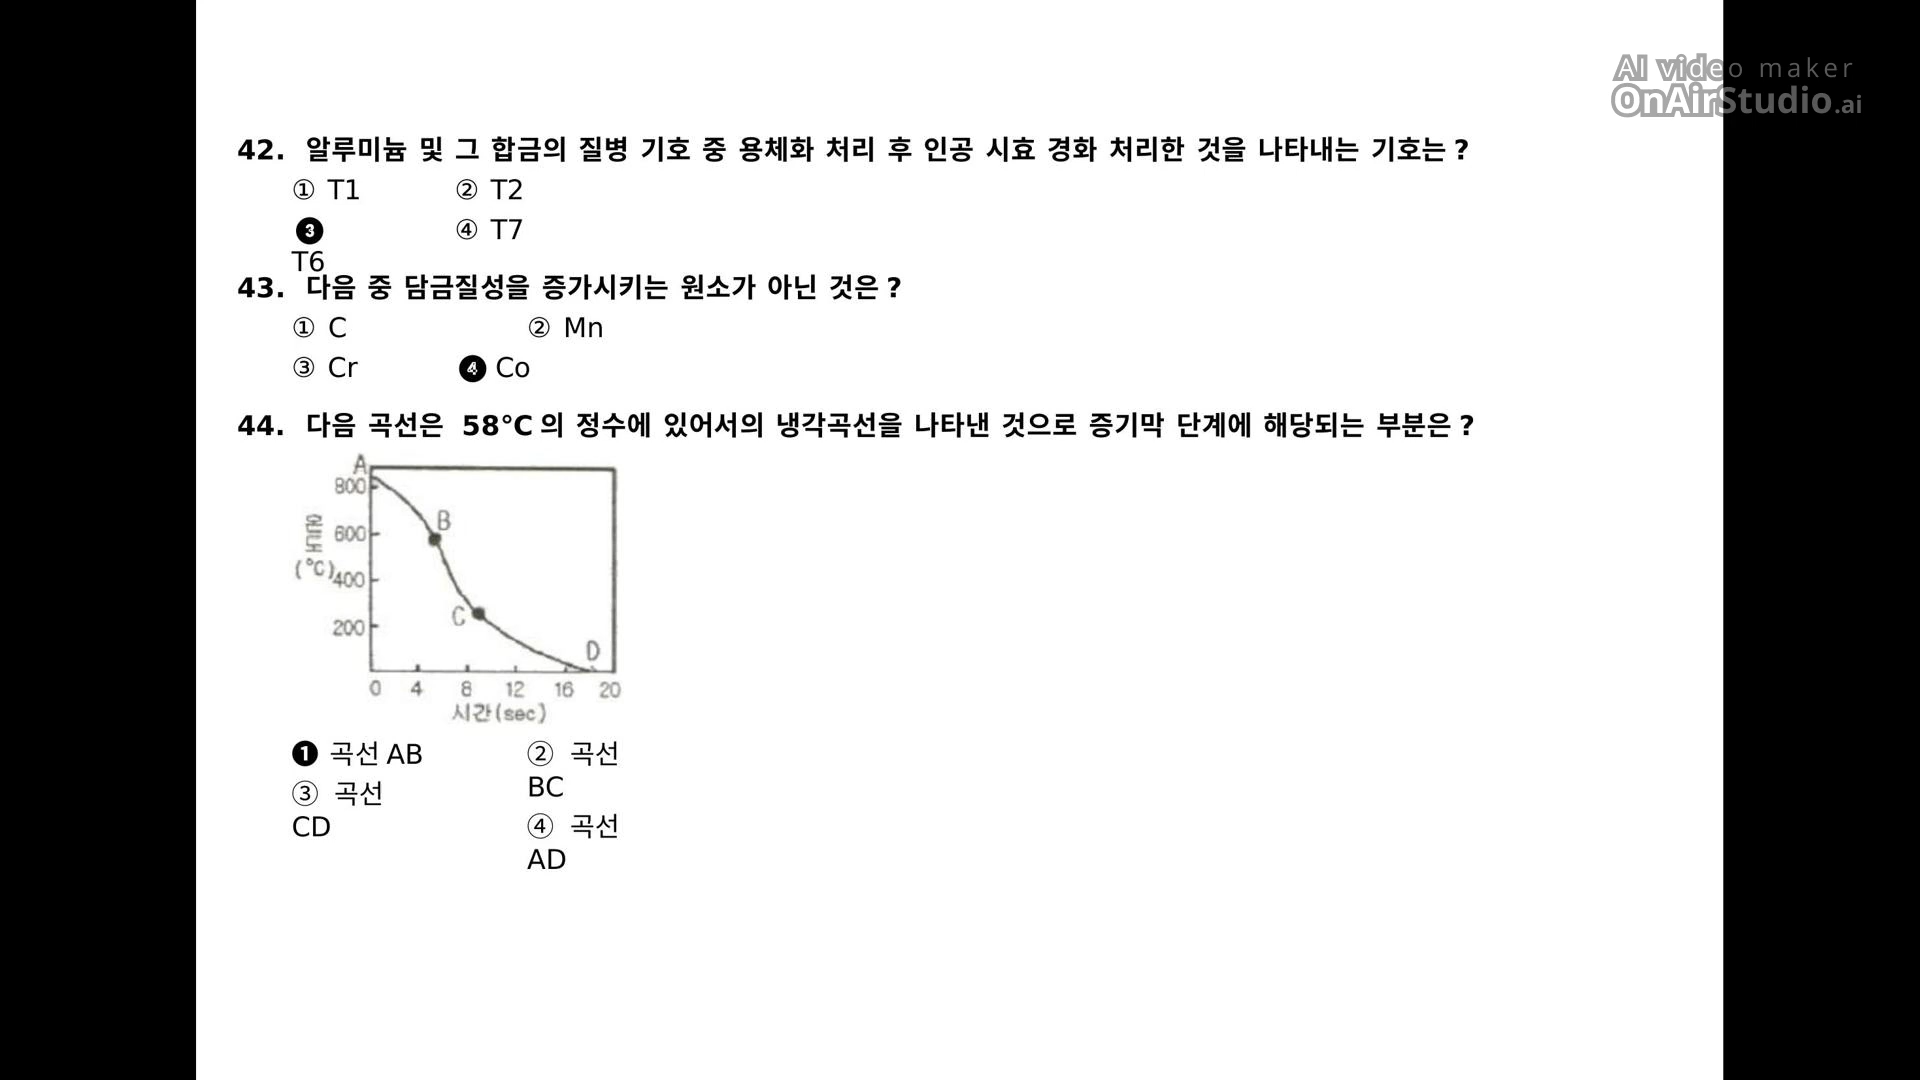 AI video maker
OnAirStudio.ai
42. 알루미늄 및 그 합금의 질병 기호 중 용체화 처리 후 인공 시효 경화 처리한 것을 나타내는 기호는 ?
① T1 ② T2
❸ ④ T7
T6
43. 다음 중 담금질성을 증가시키는 원소가 아닌 것은 ?
① C ② Mn
③ Cr ❹ Co
44. 다음 곡선은 58℃의 정수에 있어서의 냉각곡선을 나타낸 것으로 증기막 단계에 해당되는 부분은 ?
A
800
B
온도 600
(℃) 400
C
200
D
0 4 8 12 16 20
시간(sec)
❶ 곡선 AB ② 곡선
BC
③ 곡선
CD
④ 곡선
AD